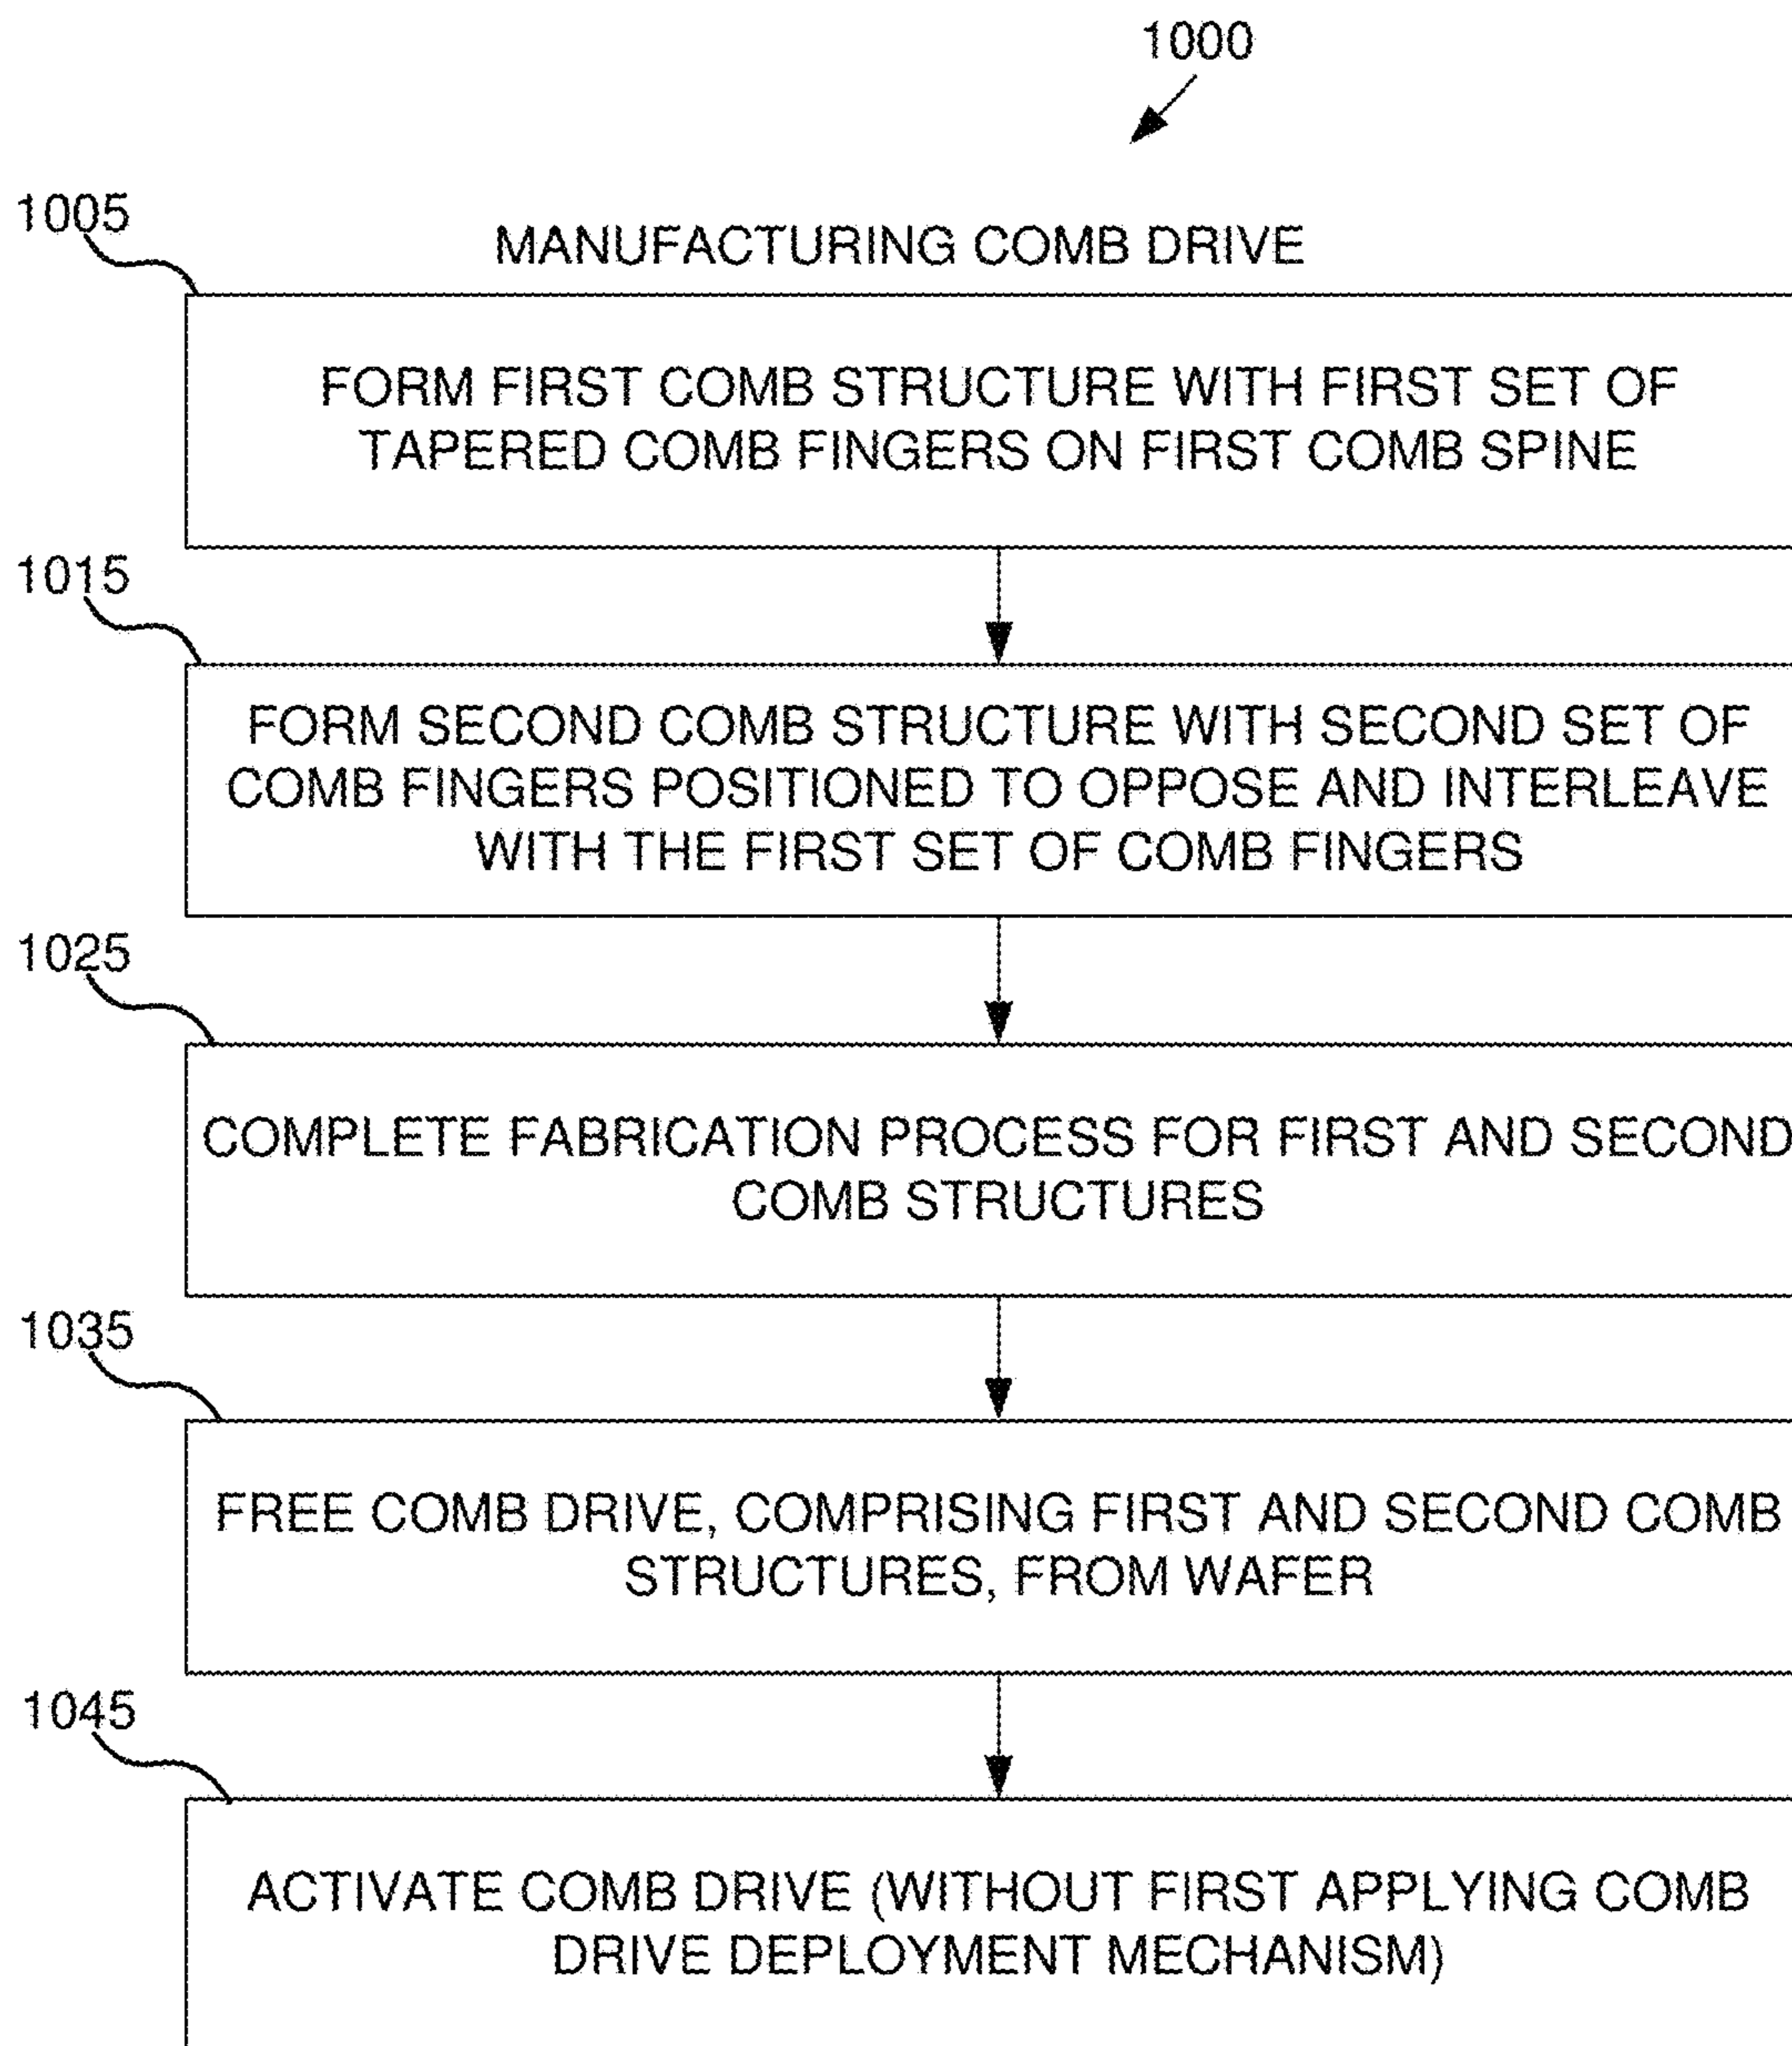 1000
1005
MANUFACTURING COMB DRIVE
FORM FIRST COMB STRUCTURE WITH FIRST SET OF
TAPERED COMB FINGERS ON FIRST COMB SPINE
1015
FORM SECOND COMB STRUCTURE WITH SECOND SET OF
COMB FINGERS POSITIONED TO OPPOSE AND INTERLEAVE
WITH THE FIRST SET OF COMB FINGERS
1025
COMPLETE FABRICATION PROCESS FOR FIRST AND SECOND
COMB STRUCTURES
1035
FREE COMB DRIVE, COMPRISING FIRST AND SECOND COMB
STRUCTURES, FROM WAFER
1045
ACTIVATE COMB DRIVE (WITHOUT FIRST APPLYING COMB
DRIVE DEPLOYMENT MECHANISM)